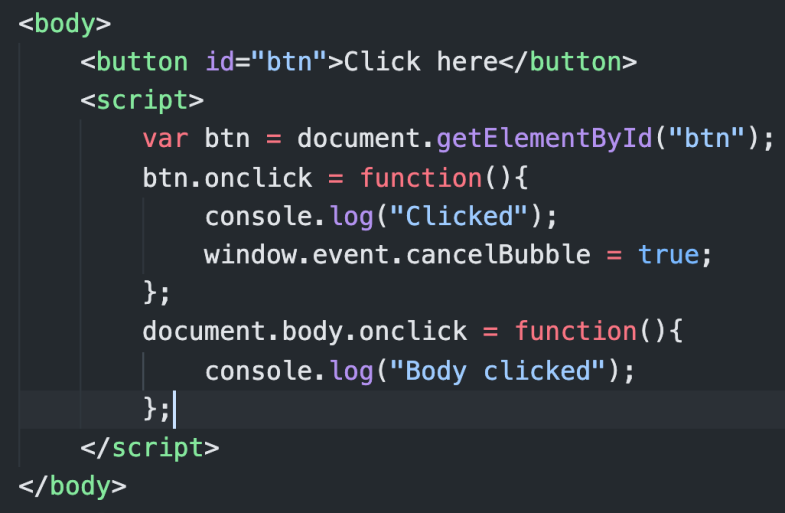 <body>
    <button id="btn">Click here</button>
    <script>
        var btn = document.getElementById("btn");
        btn.onclick = function(){
            console.log("Clicked");
            window.event.cancelBubble = true;
        };
        document.body.onclick = function(){
            console.log("Body clicked");
        };
    </script>
</body>